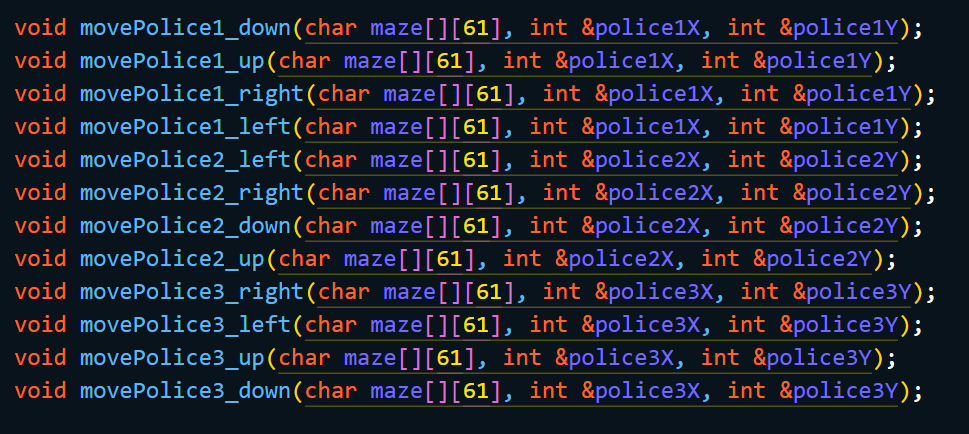 void movePolice1_down(char maze[][61], int &police1X, int &police1Y);
void movePolice1_up(char maze[][61], int &police1X, int &police1Y);
void movePolice1_right(char maze[][61], int &police1X, int &police1Y);
void movePolice1_left(char maze[][61], int &police1X, int &police1Y);
void movePolice2_left(char maze[][61], int &police2X, int &police2Y);
void movePolice2_right(char maze[][61], int &police2X, int &police2Y);
void movePolice2_down(char maze[][61], int &police2X, int &police2Y);
void movePolice2_up(char maze[][61], int &police2X, int &police2Y);
void movePolice3_right(char maze[][61], int &police3X, int &police3Y);
void movePolice3_left(char maze[][61], int &police3X, int &police3Y);
void movePolice3_up(char maze[][61], int &police3X, int &police3Y);
void movePolice3_down(char maze[][61], int &police3X, int &police3Y);